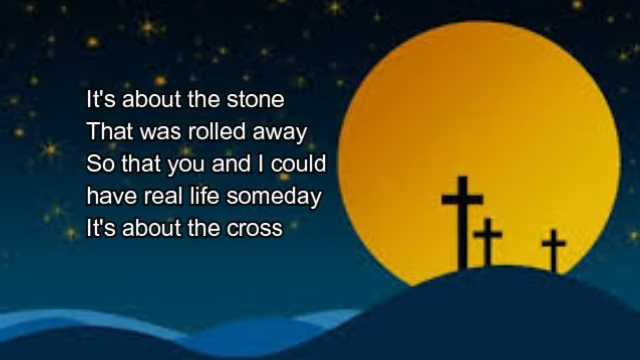 It's about the stone
That was rolled away
So that you and I could
have real life someday
It's about the cross